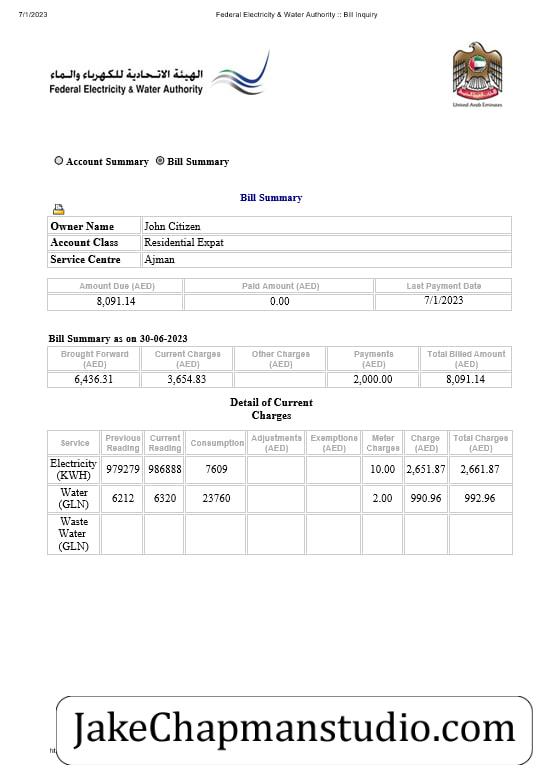 7/1/2023 Federal Electricity & Water Authority :: Bill Inquiry
الهيئة الاتحادية للكهرباء والماء
Federal Electricity & Water Authority
United Arab Emirates
Account Summary Bill Summary
Bill Summary
Owner Name John Citizen
Account Class Residential Expat
Service Centre Ajman
Amount Due (AED) Paid Amount (AED) Last Payment Date
8,091.14 0.00 7/1/2023
Bill Summary as on 30-06-2023
Brought Forward (AED) Current Charges (AED) Other Charges (AED) Payments (AED) Total Billed Amount (AED)
6,436.31 3,654.83 2,000.00 8,091.14
Detail of Current
Charges
Service Previous Reading Current Reading Consumption Adjustments (AED) Exemptions (AED) Meter Charges Charge (AED) Total Charges (AED)
Electricity (KWH) 979279 986888 7609 10.00 2,651.87 2,661.87
Water (GLN) 6212 6320 23760 2.00 990.96 992.96
Waste Water (GLN)
JakeChapmanstudio.com